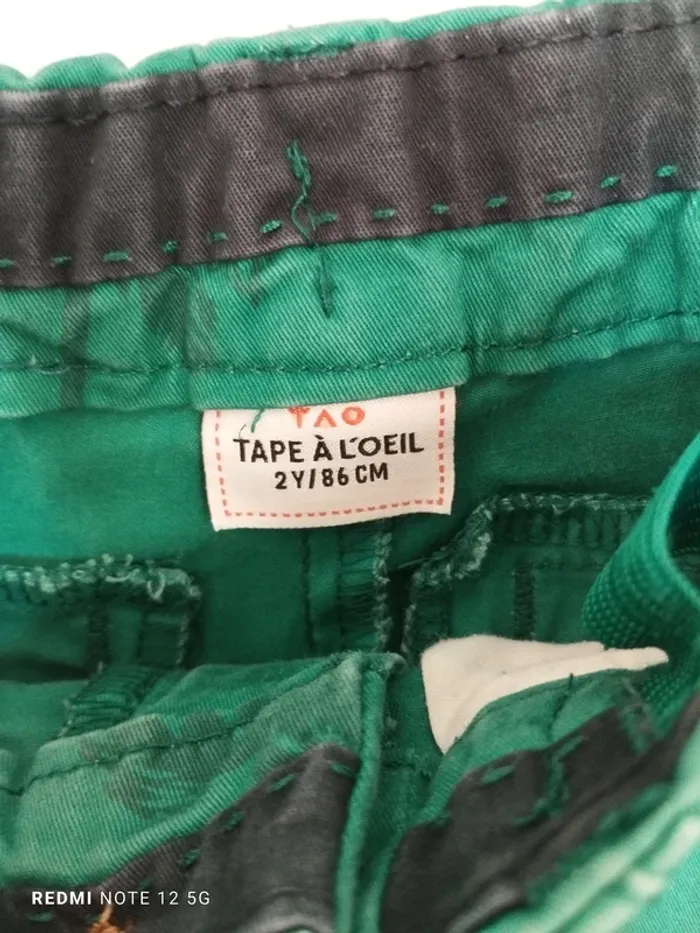 TAO
TAPE À L'OEIL
2Y/86 CM
REDMI NOTE 12 5G